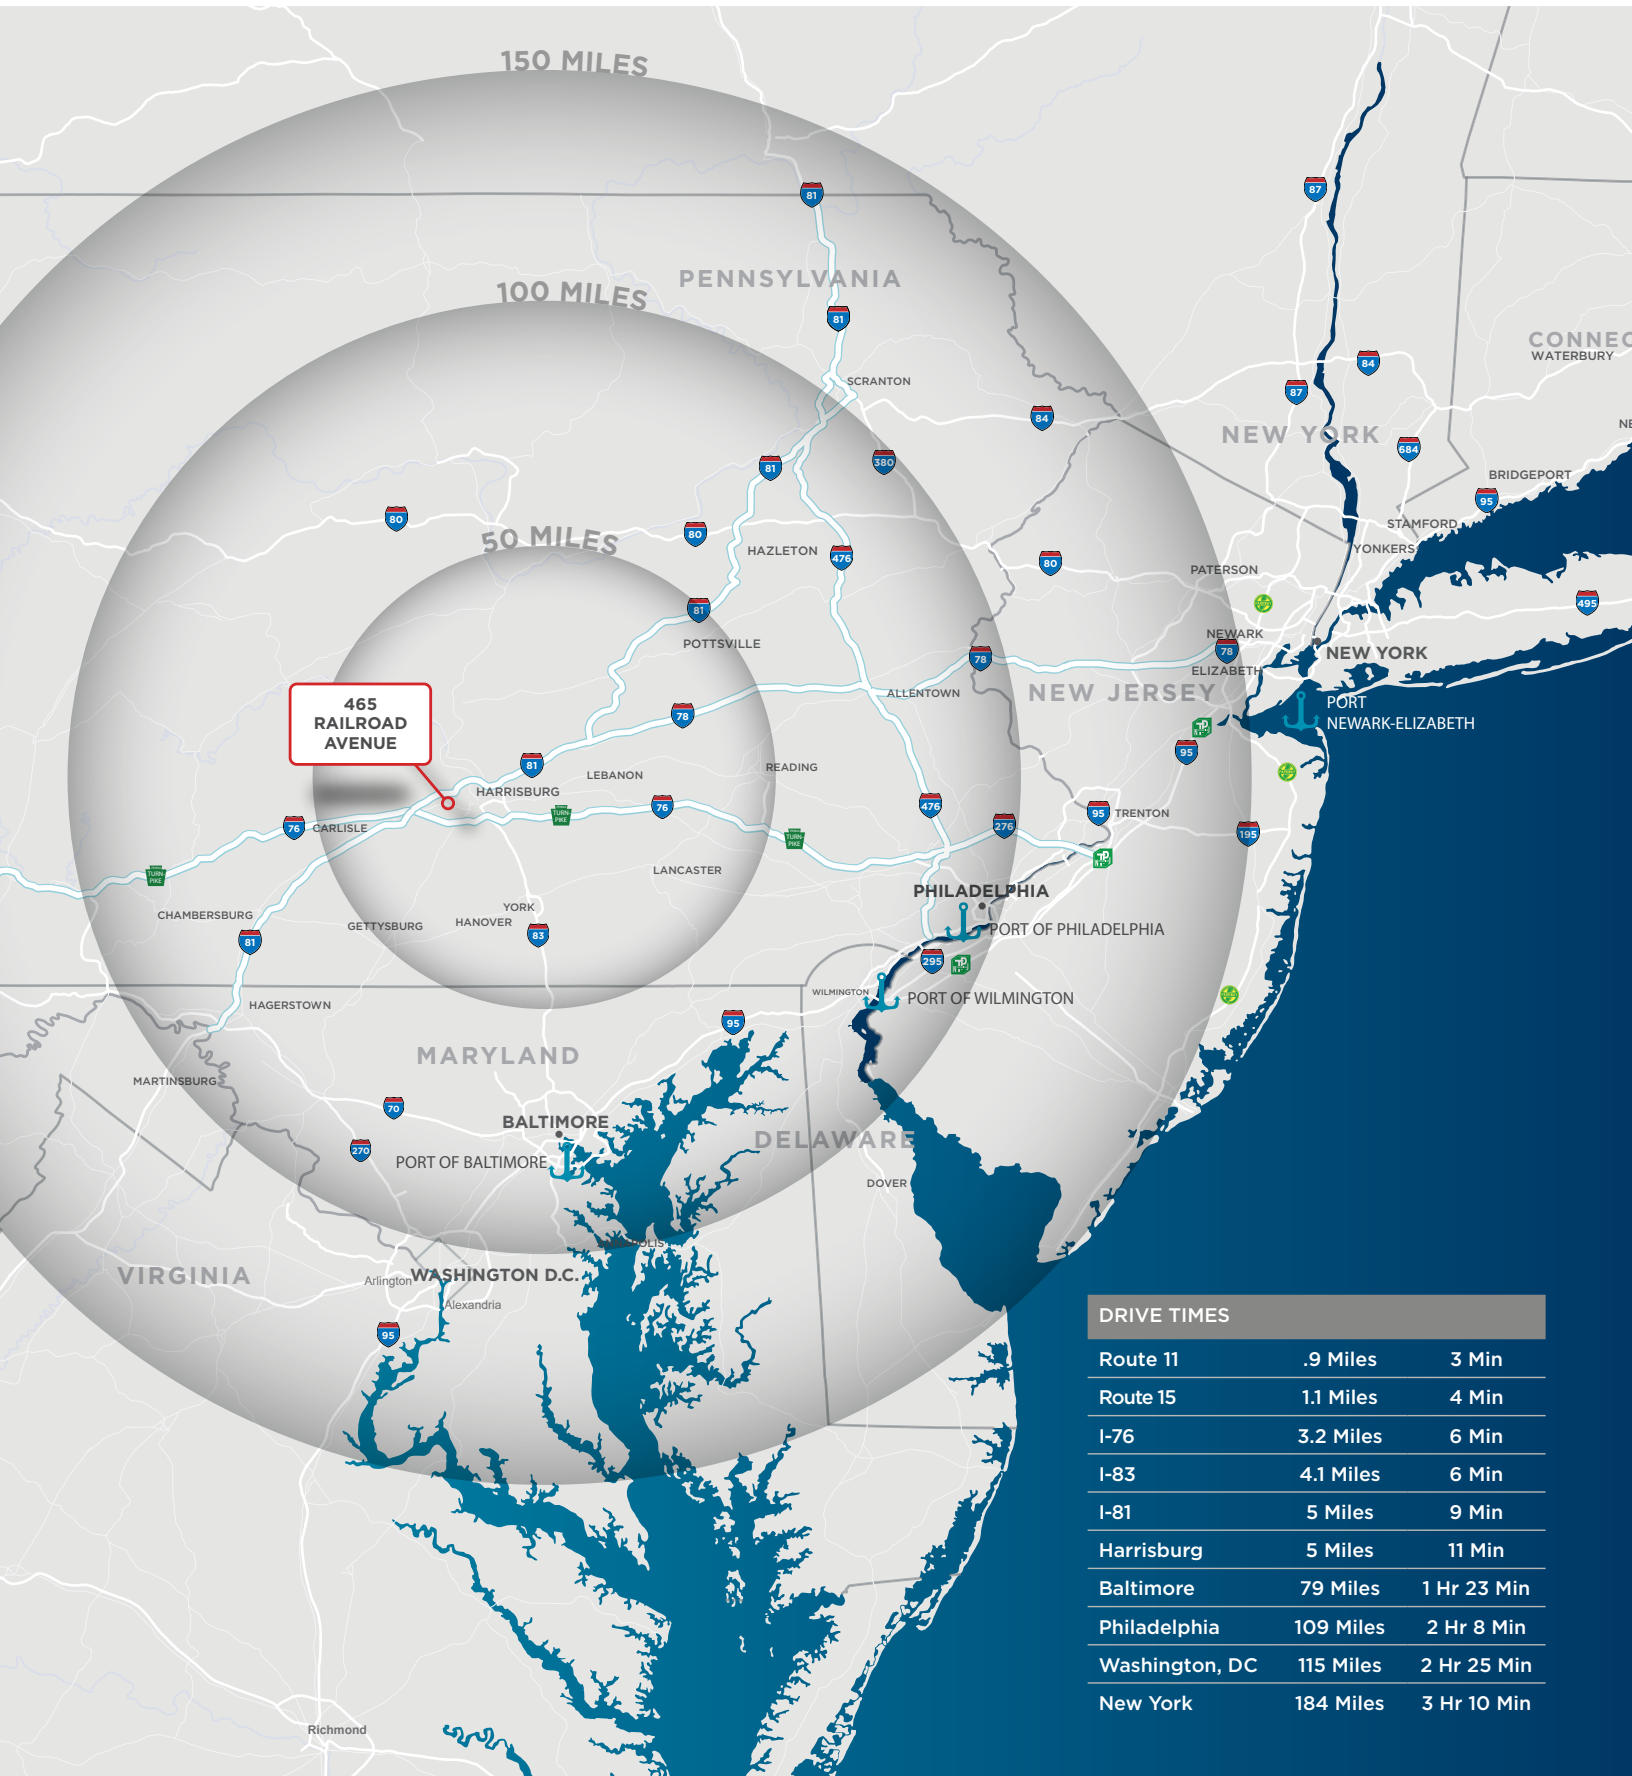 150 MILES
81
87
PENNSYLVANIA
100 MILES
81
CONNEC
WATERBURY
84
SCRANTON
87
84
NE
NEW YORK
684
81
380
BRIDGEPORT
95
80
STAMFORD
80
50 MILES
YONKERS
HAZLETON
476
80
PATERSON
495
81
NEWARK
POTTSVILLE
78
78
NEW YORK
ELIZABETH
ALLENTOWN
NEW JERSEY
465
RAILROAD
AVENUE
78
PORT
NEWARK-ELIZABETH
95
81
LEBANON
READING
HARRISBURG
76
476
95
TRENTON
TURN-
PIKE
76
CARLISLE
276
195
TURN-
PIKE
LANCASTER
TURN-
PIKE
PHILADELPHIA
YORK
CHAMBERSBURG
GETTYSBURG
HANOVER
PORT OF PHILADELPHIA
83
81
295
WILMINGTON
PORT OF WILMINGTON
HAGERSTOWN
95
MARYLAND
MARTINSBURG
70
BALTIMORE
DELAWARE
270
PORT OF BALTIMORE
DOVER
VIRGINIA
Arlington
WASHINGTON D.C.
Alexandria
95
DRIVE TIMES
Route 11 .9 Miles 3 Min
Route 15 1.1 Miles 4 Min
I-76 3.2 Miles 6 Min
I-83 4.1 Miles 6 Min
I-81 5 Miles 9 Min
Harrisburg 5 Miles 11 Min
Baltimore 79 Miles 1 Hr 23 Min
Philadelphia 109 Miles 2 Hr 8 Min
Washington, DC 115 Miles 2 Hr 25 Min
New York 184 Miles 3 Hr 10 Min
Richmond